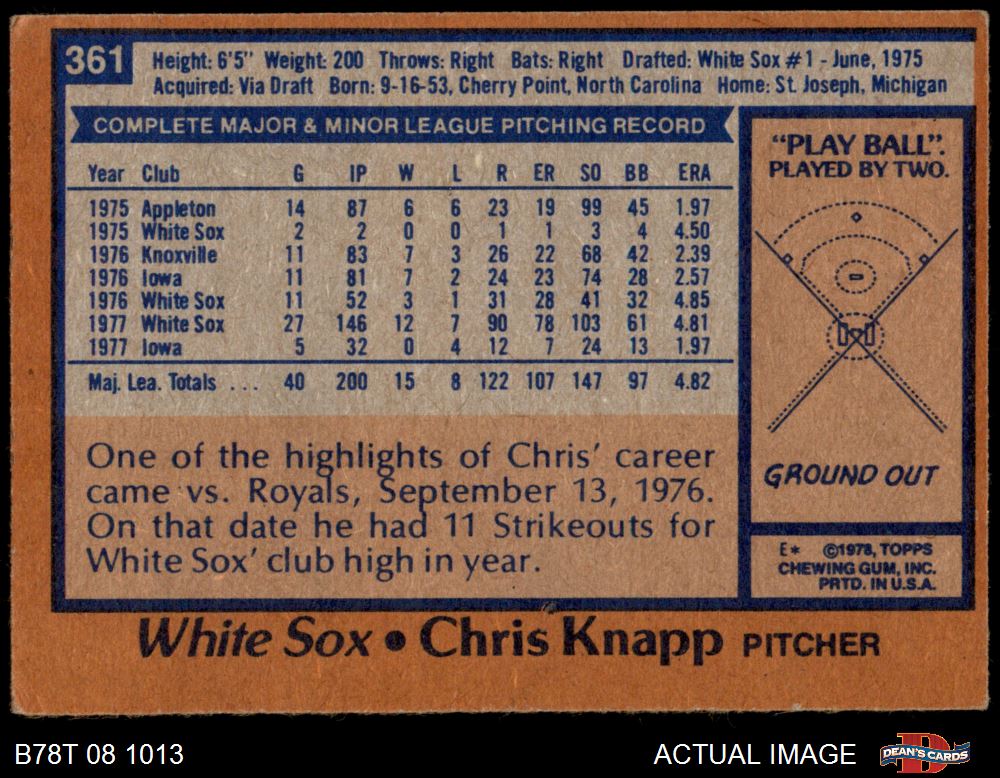 361
Height: 6'5" Weight: 200 Throws: Right Bats: Right Drafted: White Sox #1 - June, 1975
Acquired: Via Draft Born: 9-16-53, Cherry Point, North Carolina Home: St. Joseph, Michigan
COMPLETE MAJOR & MINOR LEAGUE PITCHING RECORD
Year Club G IP W L R ER SO BB ERA
1975 Appleton 14 87 6 6 23 19 99 45 1.97
1975 White Sox 2 2 0 0 1 1 3 4 4.50
1976 Knoxville 11 83 7 3 26 22 68 42 2.39
1976 Iowa 11 81 7 2 24 23 74 28 2.57
1976 White Sox 11 52 3 1 31 28 41 32 4.85
1977 White Sox 27 146 12 7 90 78 103 61 4.81
1977 Iowa 5 32 0 4 12 7 24 13 1.97
Maj. Lea. Totals . . . 40 200 15 8 122 107 147 97 4.82
One of the highlights of Chris' career
came vs. Royals, September 13, 1976.
On that date he had 11 Strikeouts for
White Sox' club high in year.
"PLAY BALL".
PLAYED BY TWO.
GROUND OUT
E* ©1978, TOPPS
CHEWING GUM, INC.
PRTD. IN U.S.A.
White Sox • Chris Knapp PITCHER
B78T 08 1013
ACTUAL IMAGE
D
DEAN'S CARDS